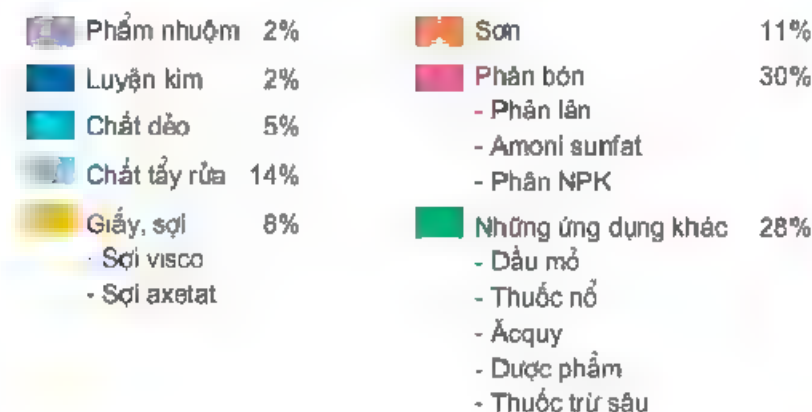 Phẩm nhuộm 2%
Luyện kim 2%
Chất dẻo 5%
Chất tẩy rửa 14%
Giấy, sợi 8%
- Sợi visco
- Sợi axetat
Sơn 11%
Phân bón 30%
- Phân lân
- Amoni sunfat
- Phân NPK
Những ứng dụng khác 28%
- Dầu mỏ
- Thuốc nổ
- Ăcquy
- Dược phẩm
- Thuốc trừ sâu